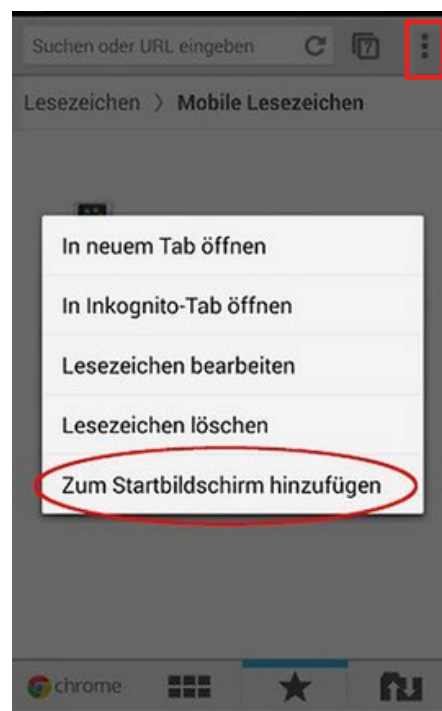 Suchen oder URL eingeben
7
Lesezeichen 〉 Mobile Lesezeichen
In neuem Tab öffnen
In Inkognito-Tab öffnen
Lesezeichen bearbeiten
Lesezeichen löschen
Zum Startbildschirm hinzufügen
chrome